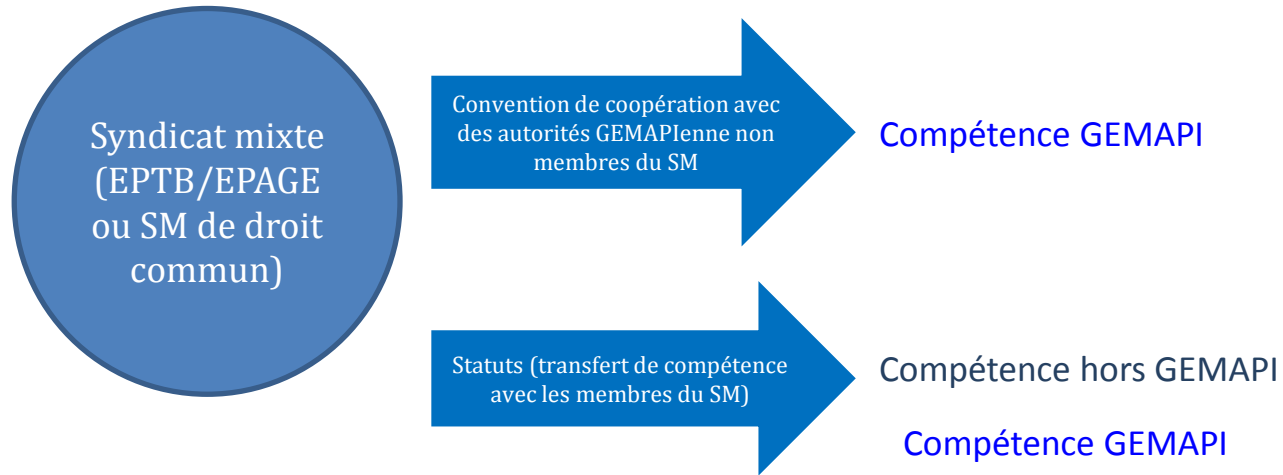 Syndicat mixte
(EPTB/EPAGE
ou SM de droit
commun)
Convention de coopération avec
des autorités GEMAPIenne non
membres du SM
Compétence GEMAPI
Statuts (transfert de compétence
avec les membres du SM)
Compétence hors GEMAPI
Compétence GEMAPI